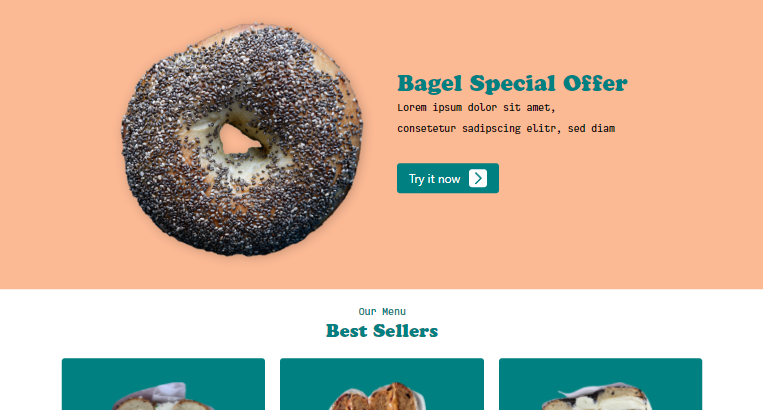 Bagel Special Offer
Lorem ipsum dolor sit amet,
consetetur sadipscing elitr, sed diam
Try it now
Our Menu
Best Sellers